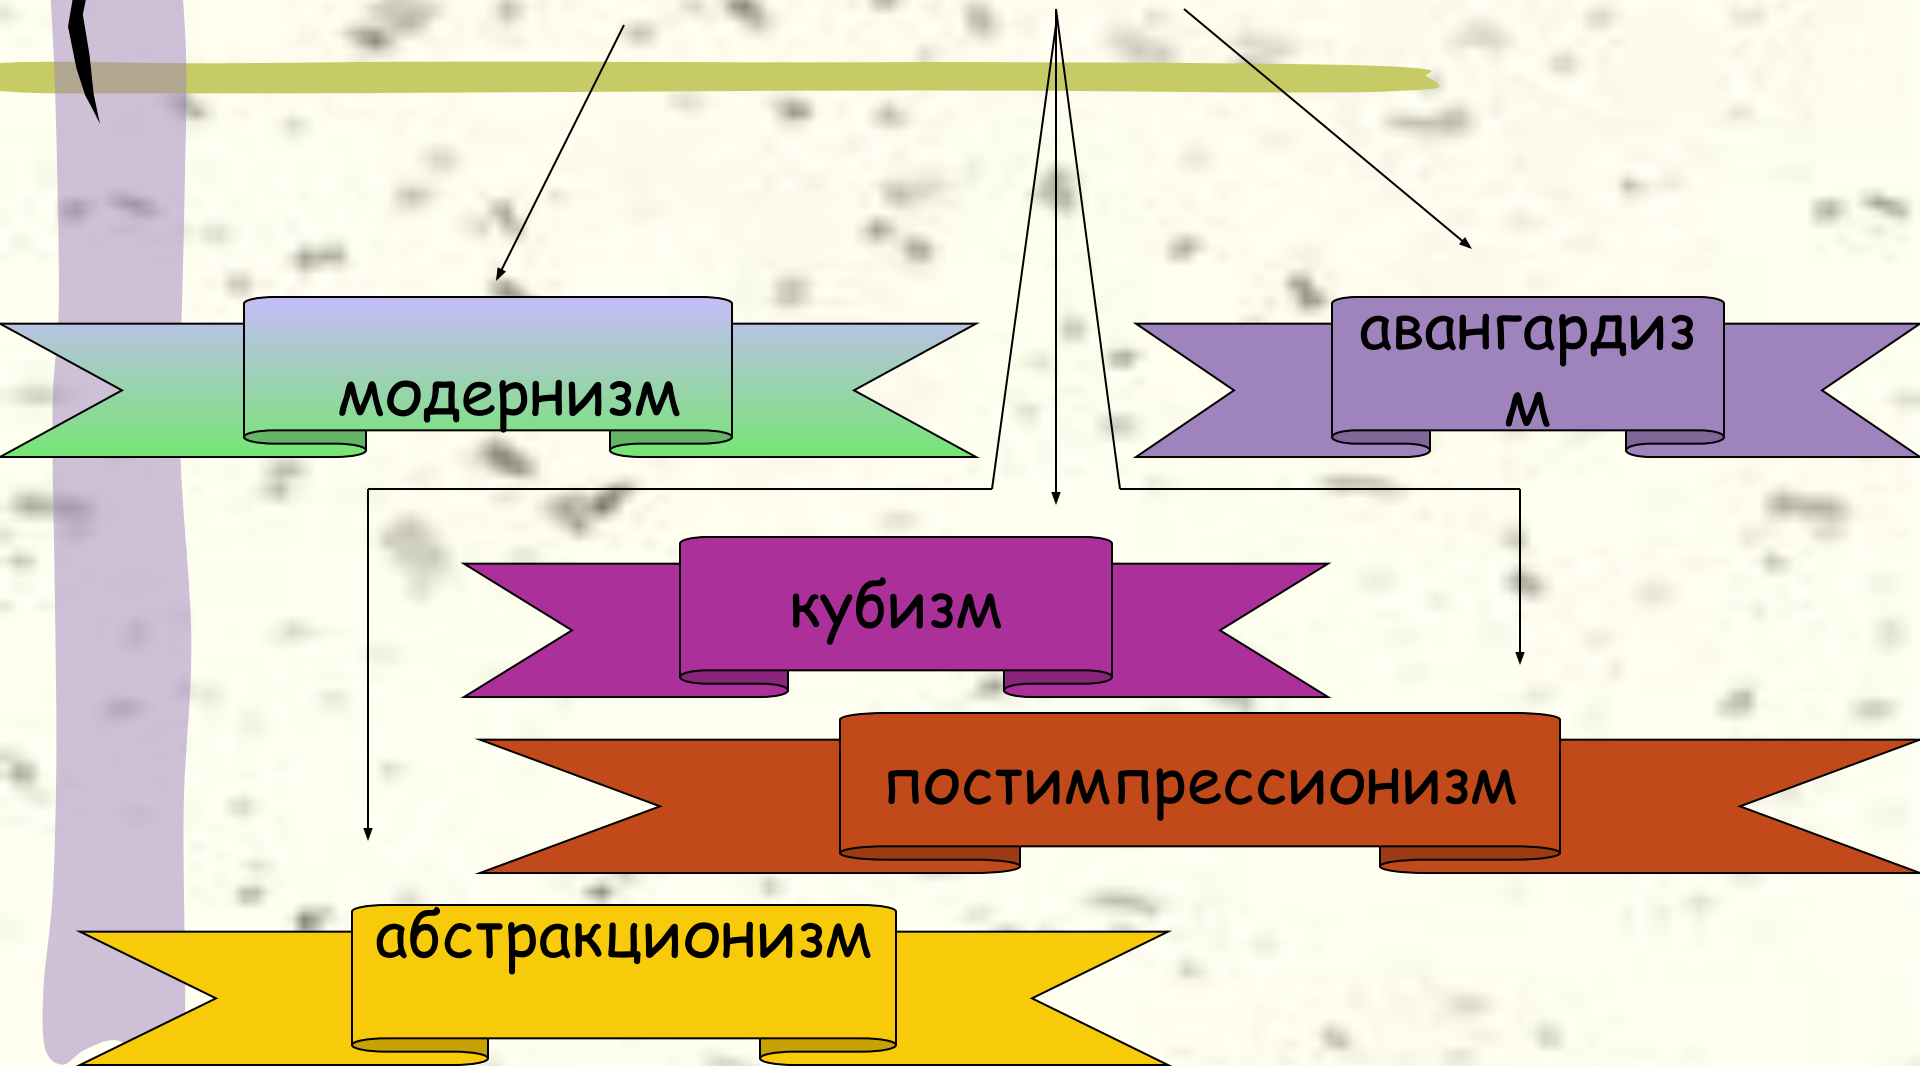 модернизм
авангардиз
м
кубизм
постимпрессионизм
абстракционизм